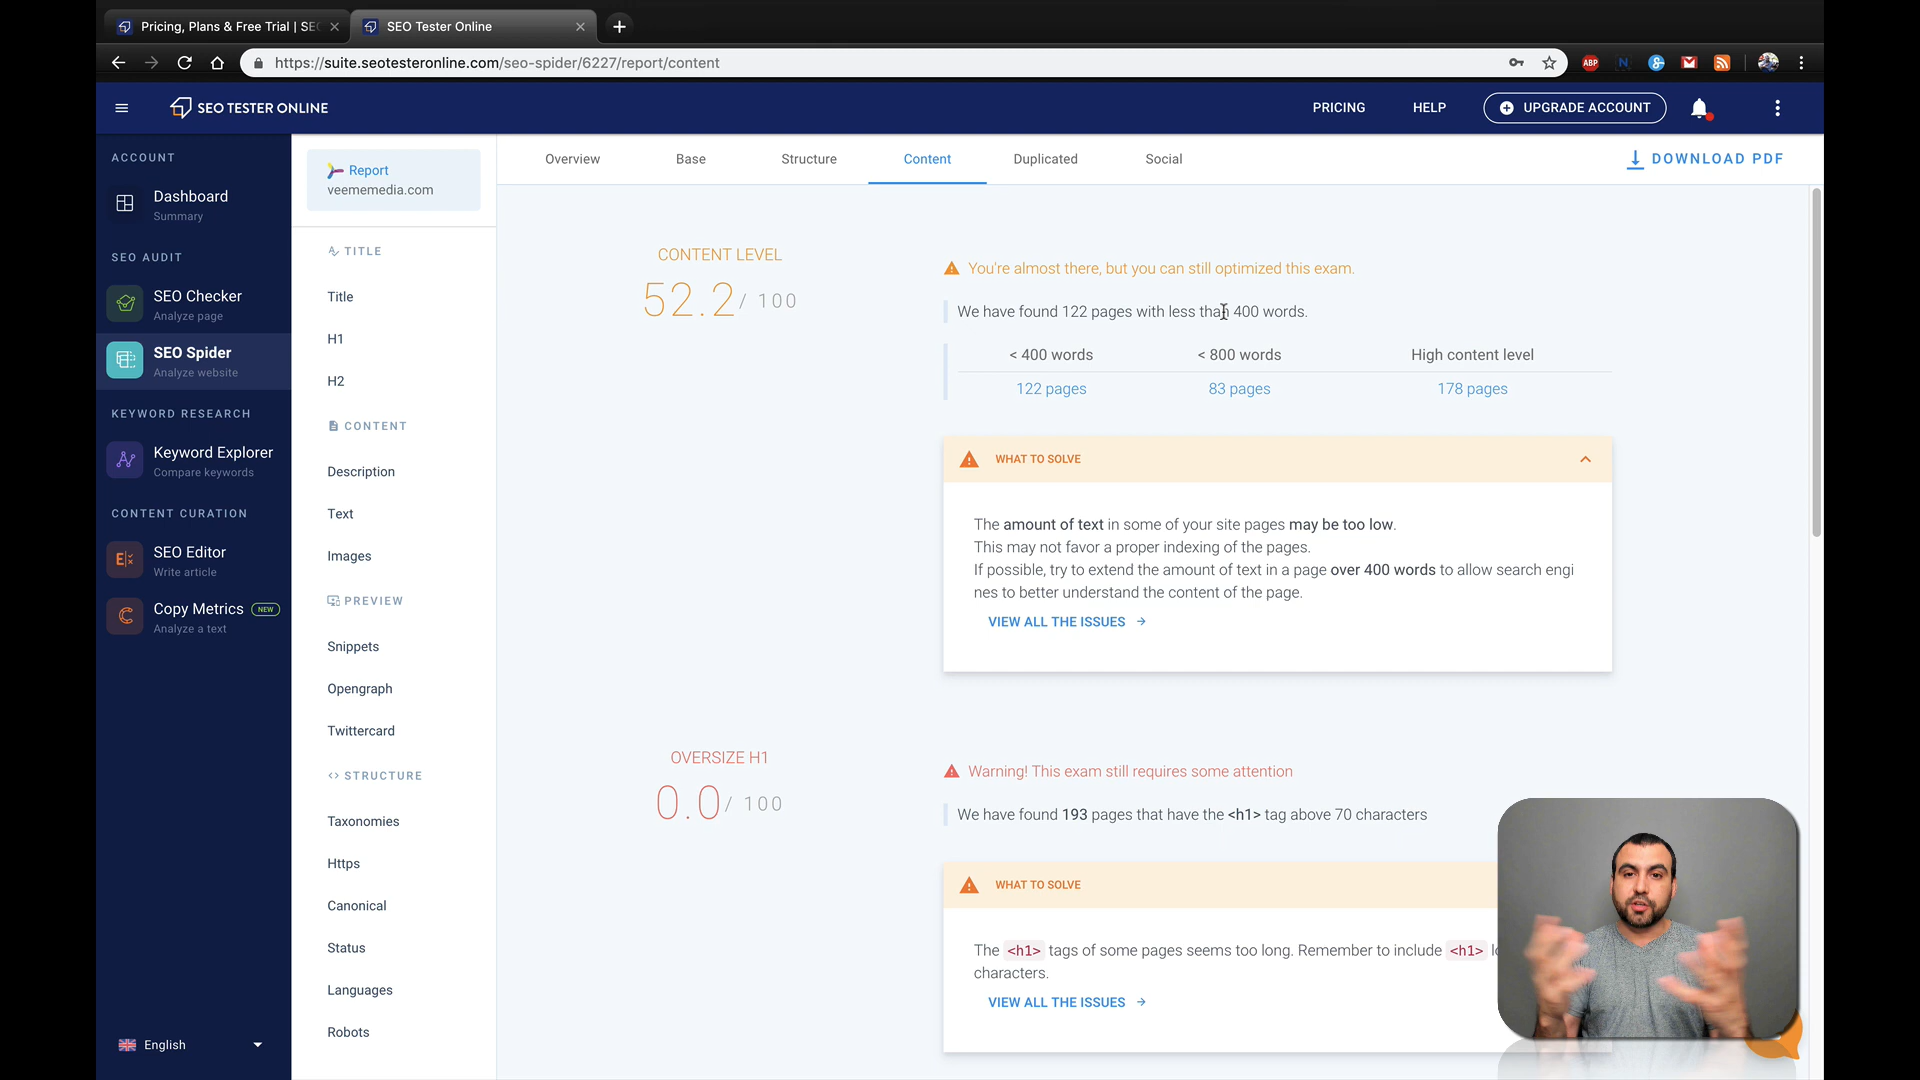 Pricing, Plans & Free Trial | SEO
SEO Tester Online
https://suite.seotesteronline.com/seo-spider/6227/report/content
ABP
SEO TESTER ONLINE
PRICING
HELP
UPGRADE ACCOUNT
ACCOUNT
Dashboard
Summary
SEO AUDIT
SEO Checker
Analyze page
SEO Spider
Analyze website
KEYWORD RESEARCH
Keyword Explorer
Compare keywords
CONTENT CURATION
SEO Editor
Write article
Copy Metrics NEW
Analyze a text
English
Report
veememedia.com
TITLE
Title
H1
H2
CONTENT
Description
Text
Images
PREVIEW
Snippets
Opengraph
Twittercard
STRUCTURE
Taxonomies
Https
Canonical
Status
Languages
Robots
Overview
Base
Structure
Content
Duplicated
Social
DOWNLOAD PDF
CONTENT LEVEL
52.2/ 100
You're almost there, but you can still optimized this exam.
We have found 122 pages with less than 400 words.
< 400 words
< 800 words
High content level
122 pages
83 pages
178 pages
WHAT TO SOLVE
The amount of text in some of your site pages may be too low.
This may not favor a proper indexing of the pages.
If possible, try to extend the amount of text in a page over 400 words to allow search engi
nes to better understand the content of the page.
VIEW ALL THE ISSUES
OVERSIZE H1
0.0/ 100
Warning! This exam still requires some attention
We have found 193 pages that have the <h1> tag above 70 characters
WHAT TO SOLVE
The <h1> tags of some pages seems too long. Remember to include <h1>
characters.
VIEW ALL THE ISSUES